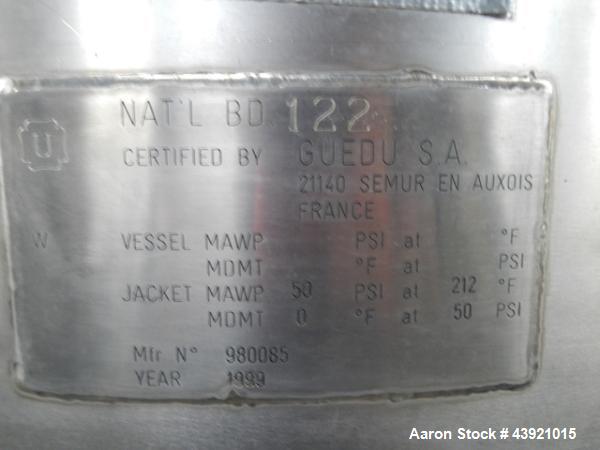 NAT'L BD 122
U
CERTIFIED BY GUEDU S.A.
21140 SEMUR EN AUXOIS
FRANCE
W VESSEL MAWP PSI at °F
MDMT °F at PSI
JACKET MAWP 50 PSI at 212 °F
MDMT 0 °F at 50 PSI
Mfr N° 980085
YEAR 1999
Aaron Stock # 43921015